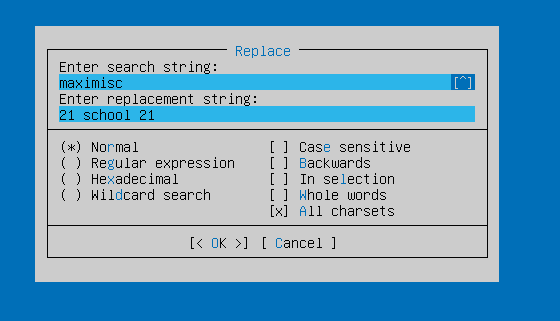 Replace
Enter search string:
maximisc [^]
Enter replacement string:
21 school 21
(*) Normal [ ] Case sensitive
( ) Regular expression [ ] Backwards
( ) Hexadecimal [ ] In selection
( ) Wildcard search [ ] Whole words
[x] All charsets
[< OK >] [ Cancel ]